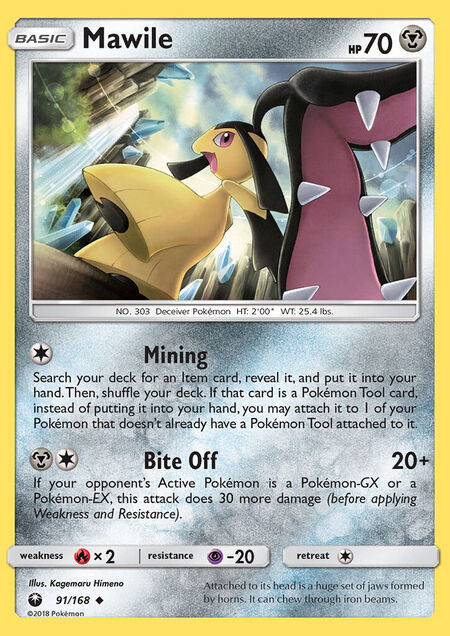 BASIC Mawile HP 70
NO. 303 Deceiver Pokémon HT: 2'00" WT: 25.4 lbs.
Mining
Search your deck for an Item card, reveal it, and put it into your
hand. Then, shuffle your deck. If that card is a Pokémon Tool card,
instead of putting it into your hand, you may attach it to 1 of your
Pokémon that doesn't already have a Pokémon Tool attached to it.
Bite Off 20+
If your opponent's Active Pokémon is a Pokémon-GX or a
Pokémon-EX, this attack does 30 more damage (before applying
Weakness and Resistance).
weakness ×2 resistance -20 retreat
Illus. Kagemaru Himeno
91/168
©2018 Pokémon
Attached to its head is a huge set of jaws formed
by horns. It can chew through iron beams.